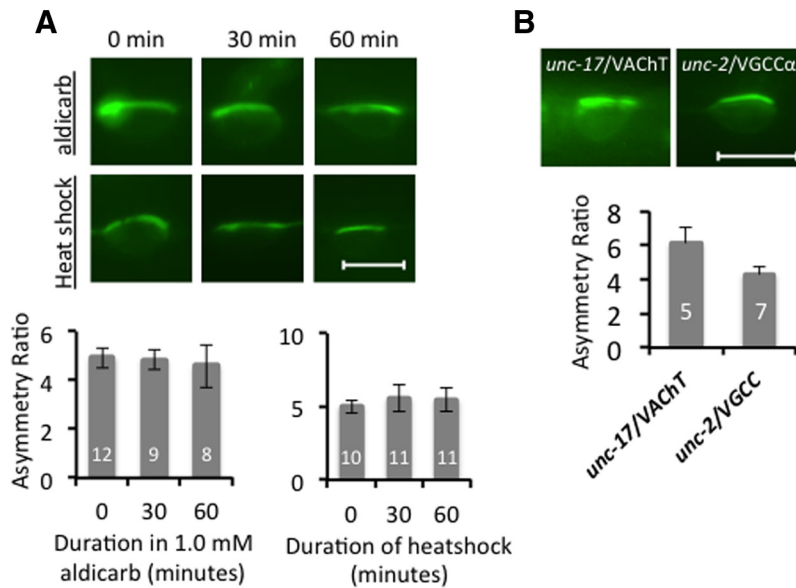 A
0 min 30 min 60 min
aldicarb
Heat shock
Asymmetry Ratio
6
4
2
0
12 9 8
0 30 60
Duration in 1.0 mM
aldicarb (minutes)
10
5
0
10 11 11
0 30 60
Duration of heatshock
(minutes)
B
unc-17/VAChT unc-2/VGCCα
Asymmetry Ratio
8
6
4
2
0
5 7
unc-17/VAChT
unc-2/VGCC